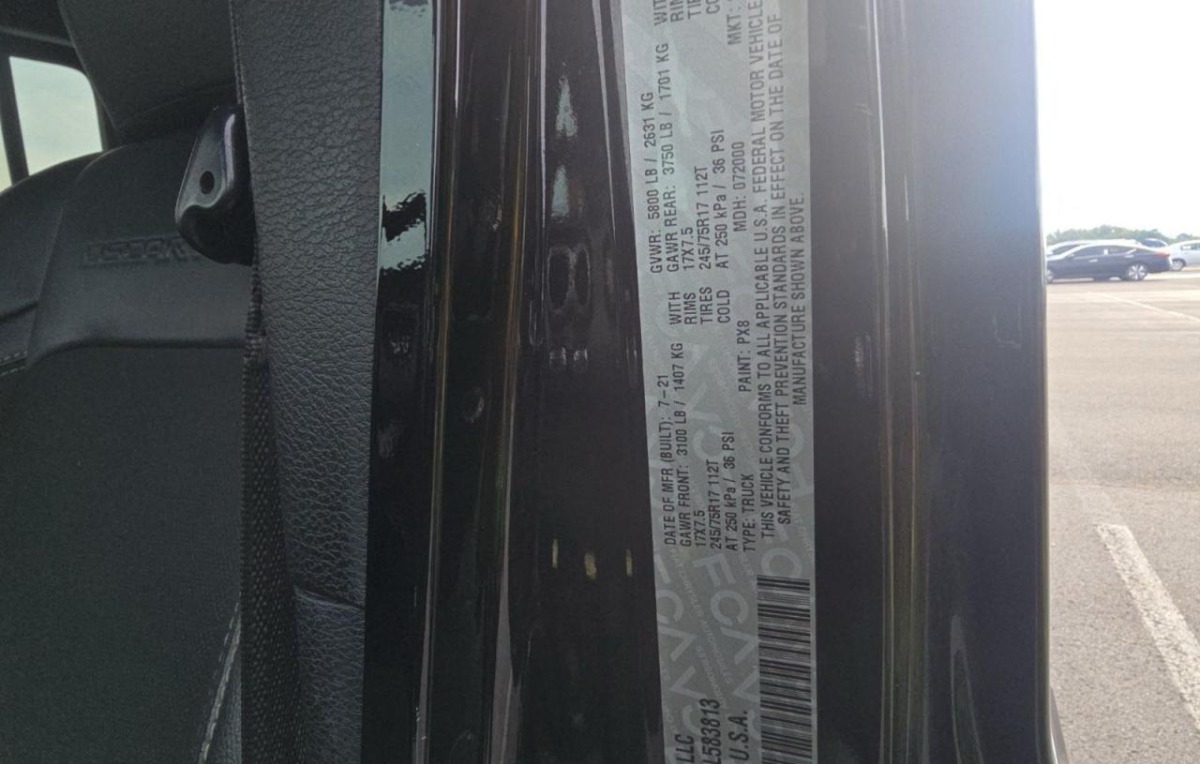 LLC
DATE OF MFR (BUILT): 7-21 GVWR: 5800 LB / 2631 KG
GAWR FRONT: 3100 LB / 1407 KG WITH GAWR REAR: 3750 LB / 1701 KG
17X7.5 RIMS 17X7.5
245/75R17 112T TIRES 245/75R17 112T
AT 250 kPa / 36 PSI COLD AT 250 kPa / 36 PSI
L583813
TYPE: TRUCK PAINT: PX8 MDH: 072000 MKT:
U.S.A.
THIS VEHICLE CONFORMS TO ALL APPLICABLE U.S.A. FEDERAL MOTOR VEHICLE
SAFETY AND THEFT PREVENTION STANDARDS IN EFFECT ON THE DATE OF
MANUFACTURE SHOWN ABOVE.